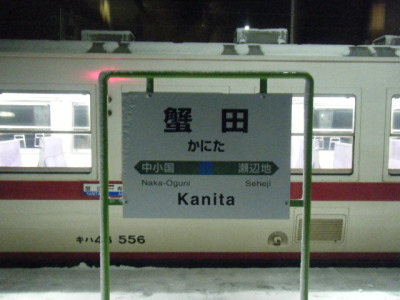 蟹田
かにた
中小国 瀬辺地
Naka-Oguni Seheji
Kanita
キハ48 556